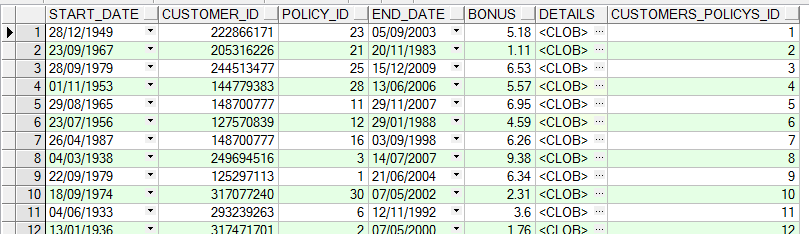 START_DATE CUSTOMER_ID POLICY_ID END_DATE BONUS DETAILS CUSTOMERS_POLICYS_ID
1 28/12/1949 222866171 23 05/09/2003 5.18 <CLOB> ... 1
2 23/09/1967 205316226 21 20/11/1983 1.11 <CLOB> ... 2
3 28/09/1979 244513477 25 15/12/2009 6.53 <CLOB> ... 3
4 01/11/1953 144779383 28 13/06/2006 5.57 <CLOB> ... 4
5 29/08/1965 148700777 11 29/11/2007 6.95 <CLOB> ... 5
6 23/07/1956 127570839 12 29/01/1988 4.59 <CLOB> ... 6
7 26/04/1987 148700777 16 03/09/1998 6.26 <CLOB> ... 7
8 04/03/1938 249694516 3 14/07/2007 9.38 <CLOB> ... 8
9 22/09/1979 125297113 1 21/06/2004 6.34 <CLOB> ... 9
10 18/09/1974 317077240 30 07/05/2002 2.31 <CLOB> ... 10
11 04/06/1933 293239263 6 12/11/1992 3.6 <CLOB> ... 11
12 13/01/1936 317471701 2 07/05/2000 1.76 <CLOB> ... 12